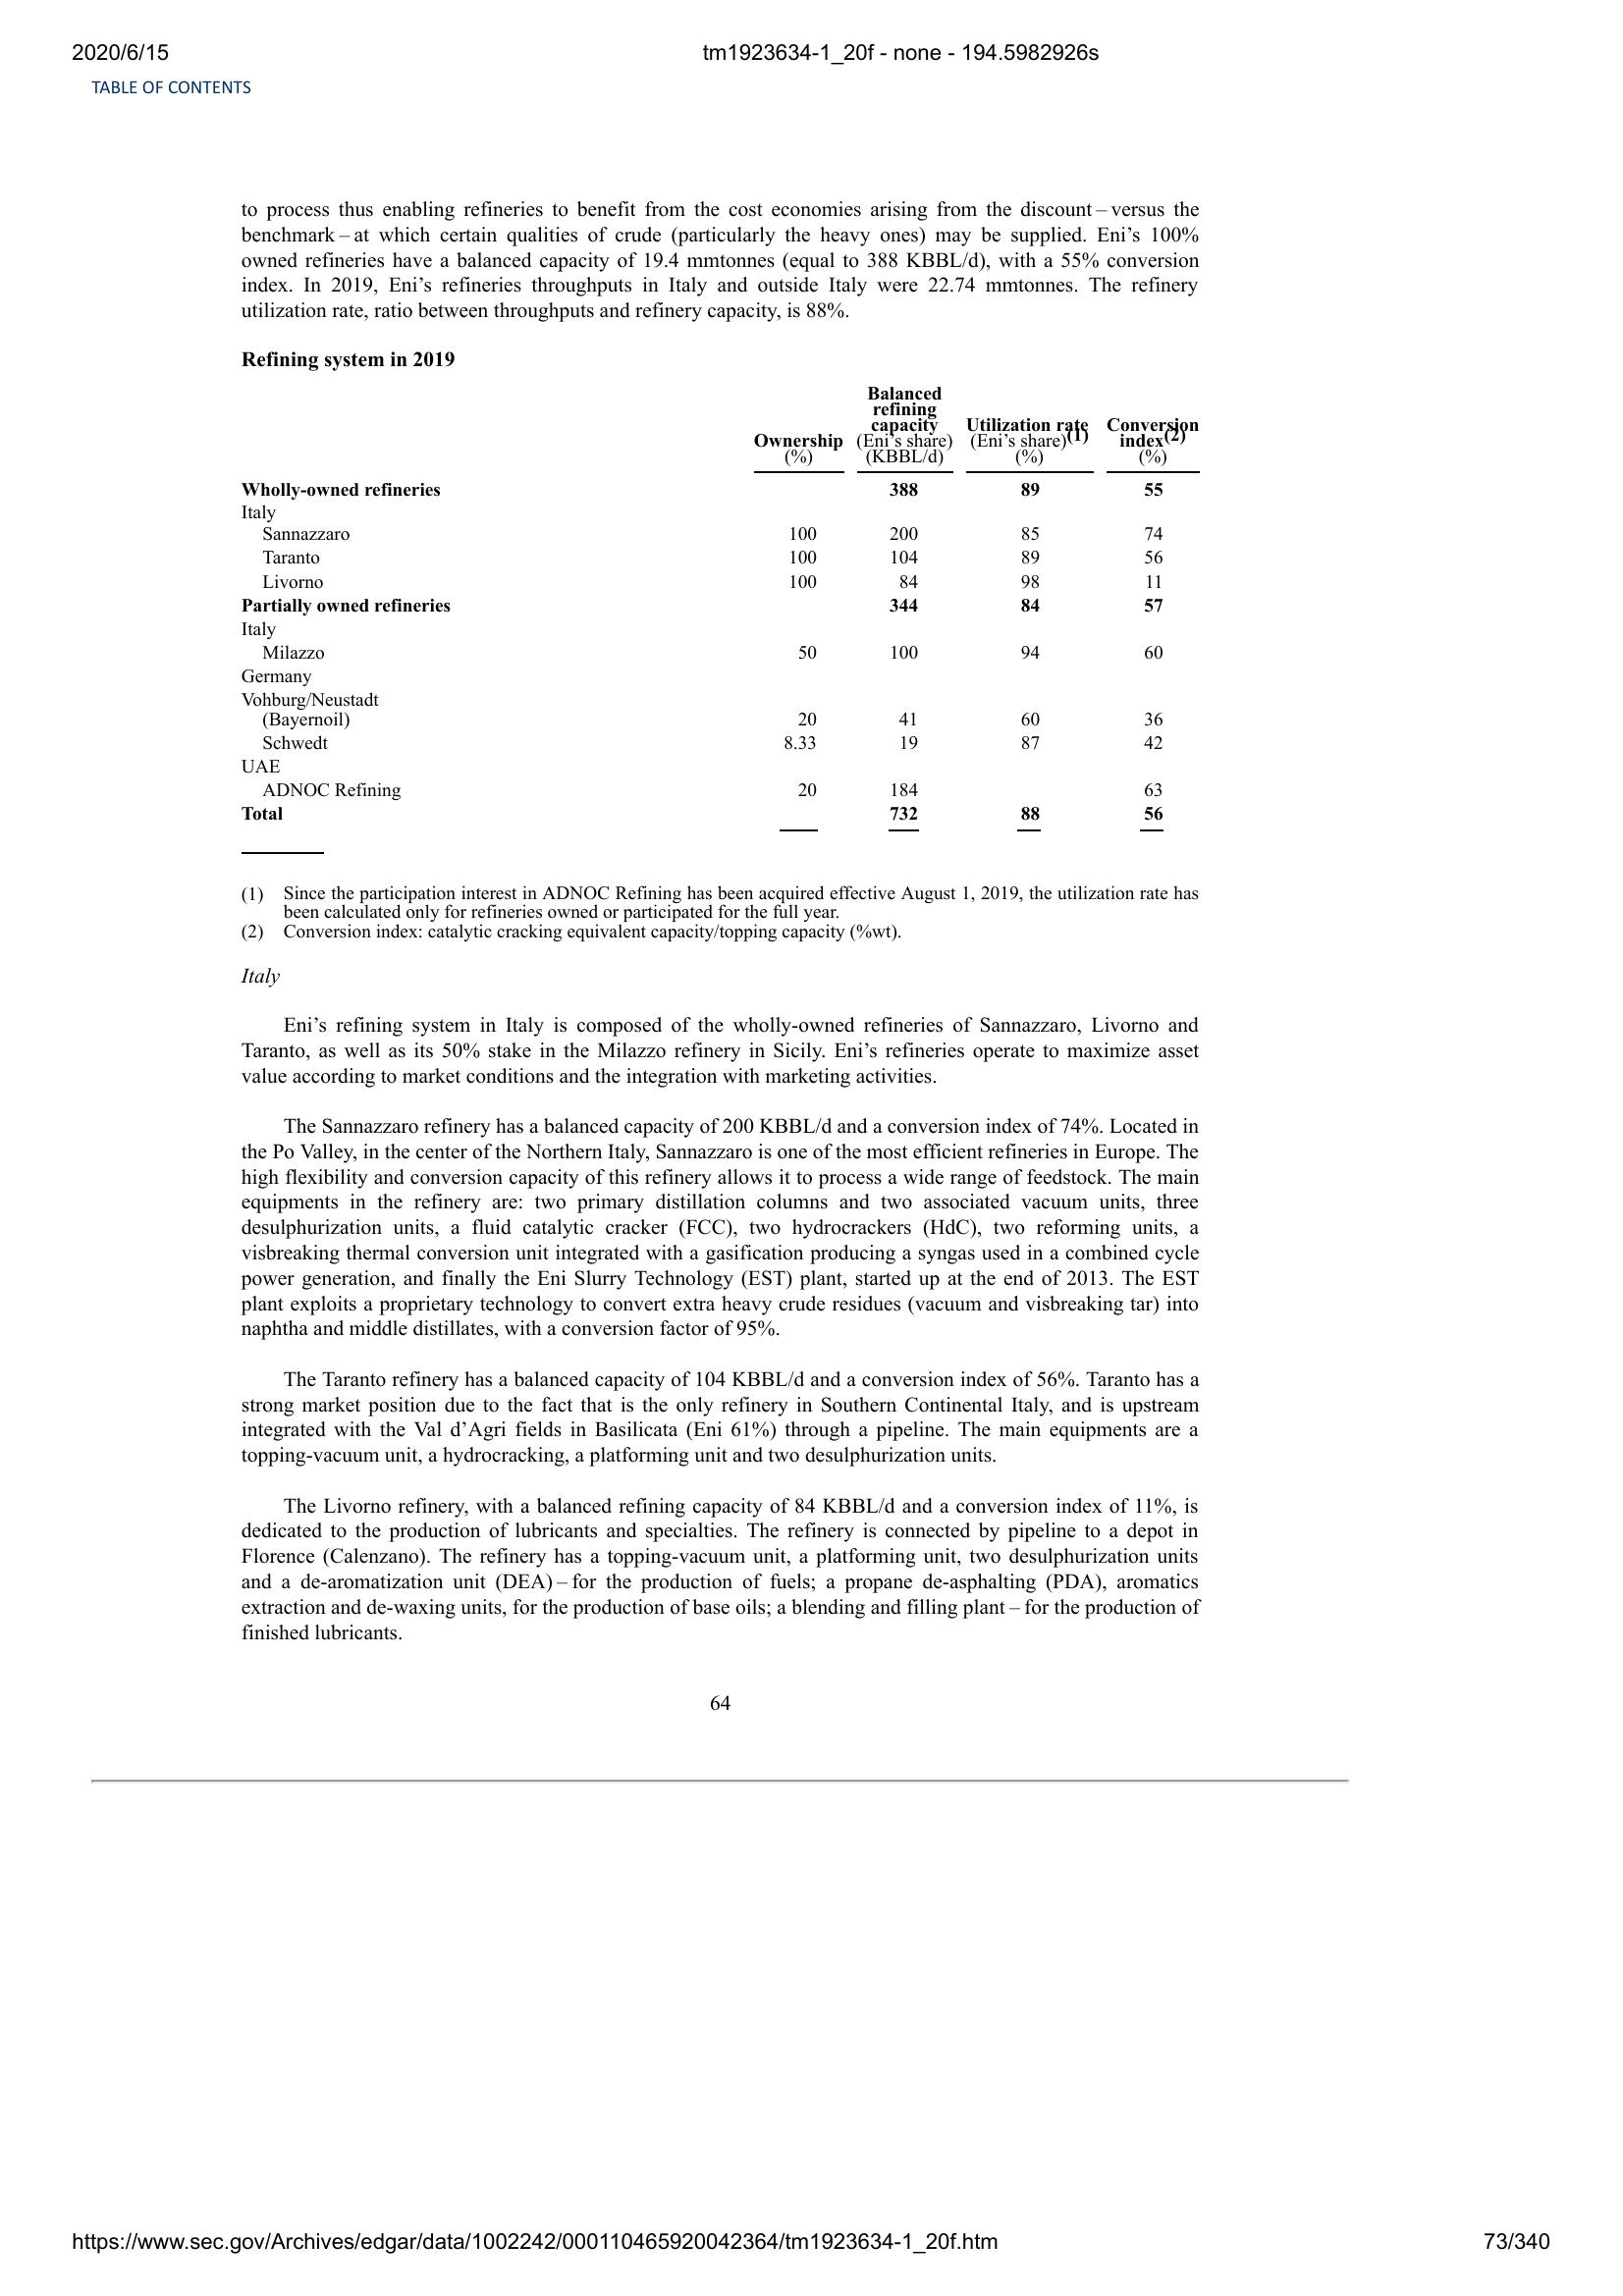 2020/6/15 tm1923634-1_20f - none - 194.5982926s
TABLE OF CONTENTS
to process thus enabling refineries to benefit from the cost economies arising from the discount – versus the
benchmark – at which certain qualities of crude (particularly the heavy ones) may be supplied. Eni’s 100%
owned refineries have a balanced capacity of 19.4 mmtonnes (equal to 388 KBBL/d), with a 55% conversion
index. In 2019, Eni’s refineries throughputs in Italy and outside Italy were 22.74 mmtonnes. The refinery
utilization rate, ratio between throughputs and refinery capacity, is 88%.
Refining system in 2019
Balanced
refining
capacity Utilization rate Conversion
Ownership (Eni’s share) (Eni’s share)(1) index(2)
(%) (KBBL/d) (%) (%)
Wholly-owned refineries 388 89 55
Italy
Sannazzaro 100 200 85 74
Taranto 100 104 89 56
Livorno 100 84 98 11
Partially owned refineries 344 84 57
Italy
Milazzo 50 100 94 60
Germany
Vohburg/Neustadt
(Bayernoil) 20 41 60 36
Schwedt 8.33 19 87 42
UAE
ADNOC Refining 20 184 63
Total 732 88 56
(1) Since the participation interest in ADNOC Refining has been acquired effective August 1, 2019, the utilization rate has
been calculated only for refineries owned or participated for the full year.
(2) Conversion index: catalytic cracking equivalent capacity/topping capacity (%wt).
Italy
Eni’s refining system in Italy is composed of the wholly-owned refineries of Sannazzaro, Livorno and
Taranto, as well as its 50% stake in the Milazzo refinery in Sicily. Eni’s refineries operate to maximize asset
value according to market conditions and the integration with marketing activities.
The Sannazzaro refinery has a balanced capacity of 200 KBBL/d and a conversion index of 74%. Located in
the Po Valley, in the center of the Northern Italy, Sannazzaro is one of the most efficient refineries in Europe. The
high flexibility and conversion capacity of this refinery allows it to process a wide range of feedstock. The main
equipments in the refinery are: two primary distillation columns and two associated vacuum units, three
desulphurization units, a fluid catalytic cracker (FCC), two hydrocrackers (HdC), two reforming units, a
visbreaking thermal conversion unit integrated with a gasification producing a syngas used in a combined cycle
power generation, and finally the Eni Slurry Technology (EST) plant, started up at the end of 2013. The EST
plant exploits a proprietary technology to convert extra heavy crude residues (vacuum and visbreaking tar) into
naphtha and middle distillates, with a conversion factor of 95%.
The Taranto refinery has a balanced capacity of 104 KBBL/d and a conversion index of 56%. Taranto has a
strong market position due to the fact that is the only refinery in Southern Continental Italy, and is upstream
integrated with the Val d’Agri fields in Basilicata (Eni 61%) through a pipeline. The main equipments are a
topping-vacuum unit, a hydrocracking, a platforming unit and two desulphurization units.
The Livorno refinery, with a balanced refining capacity of 84 KBBL/d and a conversion index of 11%, is
dedicated to the production of lubricants and specialties. The refinery is connected by pipeline to a depot in
Florence (Calenzano). The refinery has a topping-vacuum unit, a platforming unit, two desulphurization units
and a de-aromatization unit (DEA) – for the production of fuels; a propane de-asphalting (PDA), aromatics
extraction and de-waxing units, for the production of base oils; a blending and filling plant – for the production of
finished lubricants.
64
https://www.sec.gov/Archives/edgar/data/1002242/000110465920042364/tm1923634-1_20f.htm 73/340